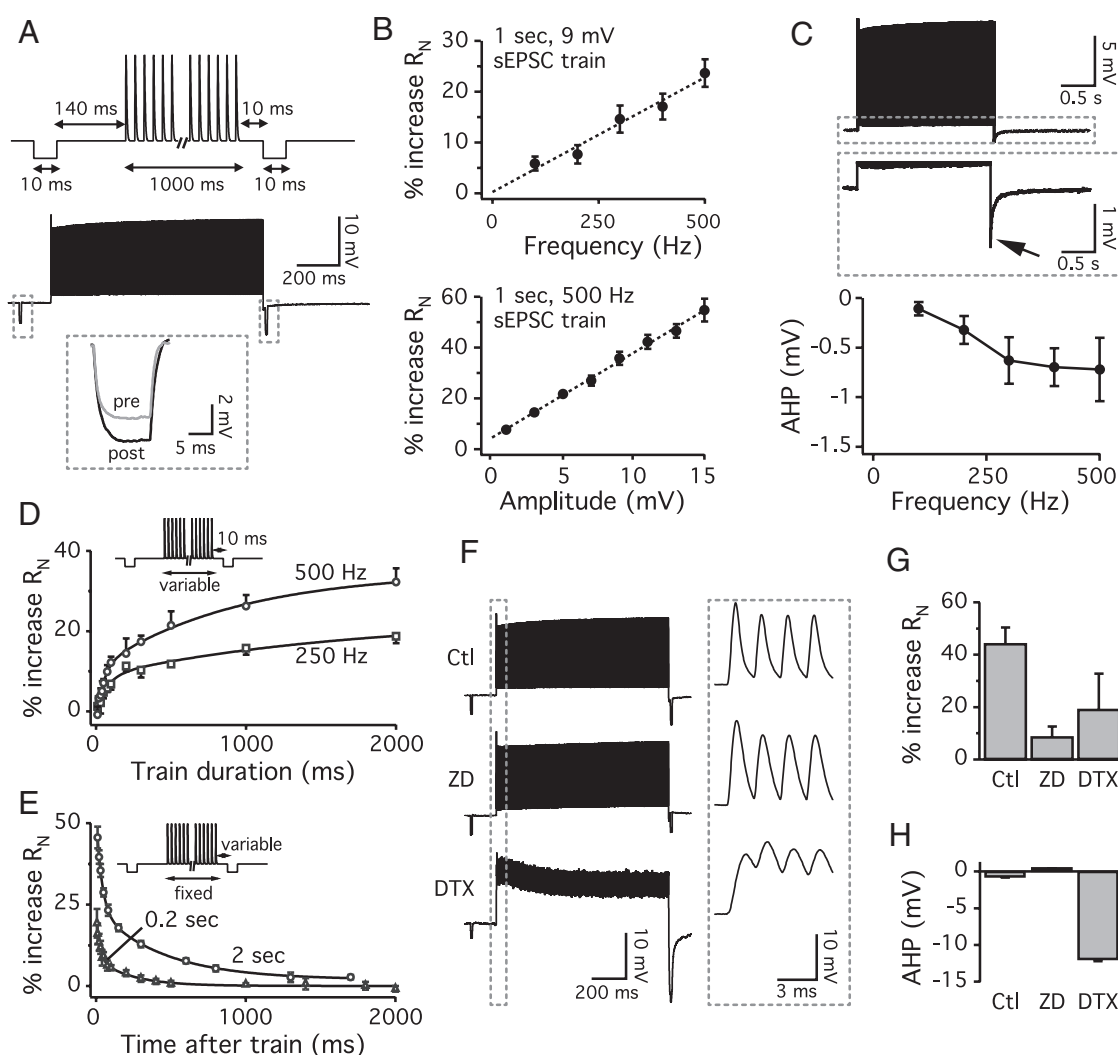 A
140 ms
10 ms
10 ms
1000 ms
10 ms
10 mV
200 ms
pre
post
2 mV
5 ms
B
1 sec, 9 mV
sEPSC train
% increase RN
30
20
10
0
0
250
500
Frequency (Hz)
1 sec, 500 Hz
sEPSC train
% increase RN
60
40
20
0
0
5
10
15
Amplitude (mV)
C
5 mV
0.5 s
1 mV
0.5 s
AHP (mV)
0
-0.5
-1
-1.5
0
250
500
Frequency (Hz)
D
10 ms
variable
500 Hz
250 Hz
% increase RN
40
20
0
0
1000
2000
Train duration (ms)
E
variable
fixed
0.2 sec
2 sec
% increase RN
50
25
0
0
1000
2000
Time after train (ms)
F
Ctl
ZD
DTX
10 mV
200 ms
10 mV
3 ms
G
% increase RN
60
40
20
0
Ctl ZD DTX
H
AHP (mV)
0
-5
-10
-15
Ctl ZD DTX